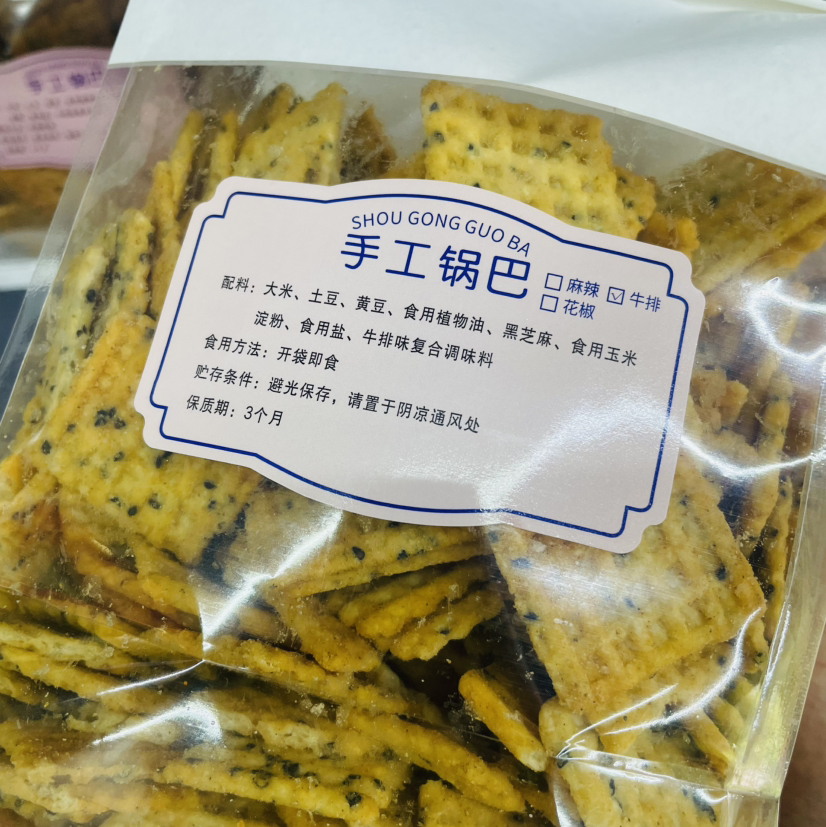 SHOU GONG GUO BA
手工锅巴
☐ 麻辣 ☑ 牛排
☐ 花椒
配料：大米、土豆、黄豆、食用植物油、黑芝麻、食用玉米
淀粉、食用盐、牛排味复合调味料
食用方法：开袋即食
贮存条件：避光保存，请置于阴凉通风处
保质期：3个月
手工